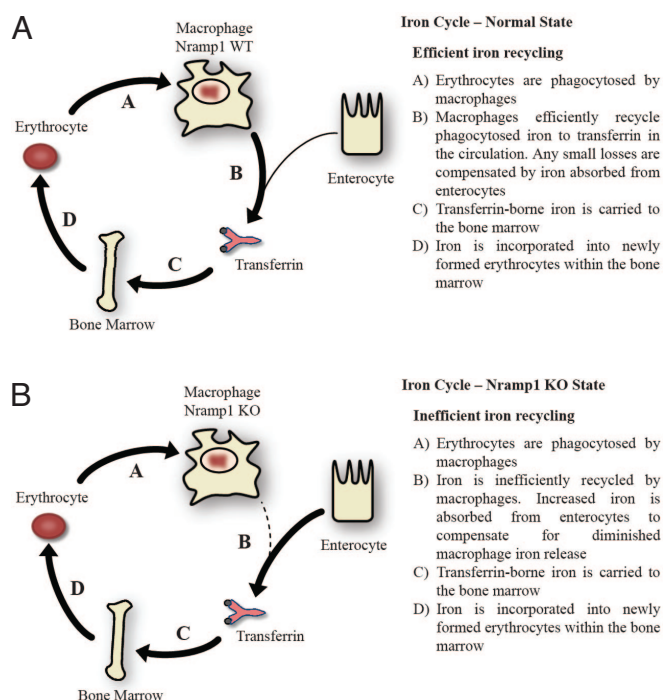 A
Macrophage
Nramp1 WT
A
Erythrocyte
B
Enterocyte
D
C
Transferrin
Bone Marrow
Iron Cycle – Normal State
Efficient iron recycling
A) Erythrocytes are phagocytosed by
macrophages
B) Macrophages efficiently recycle
phagocytosed iron to transferrin in
the circulation. Any small losses are
compensated by iron absorbed from
enterocytes
C) Transferrin-borne iron is carried to
the bone marrow
D) Iron is incorporated into newly
formed erythrocytes within the bone
marrow
B
Macrophage
Nramp1 KO
A
Erythrocyte
B
Enterocyte
D
C
Transferrin
Bone Marrow
Iron Cycle – Nramp1 KO State
Inefficient iron recycling
A) Erythrocytes are phagocytosed by
macrophages
B) Iron is inefficiently recycled by
macrophages. Increased iron is
absorbed from enterocytes to
compensate for diminished
macrophage iron release
C) Transferrin-borne iron is carried to
the bone marrow
D) Iron is incorporated into newly
formed erythrocytes within the bone
marrow